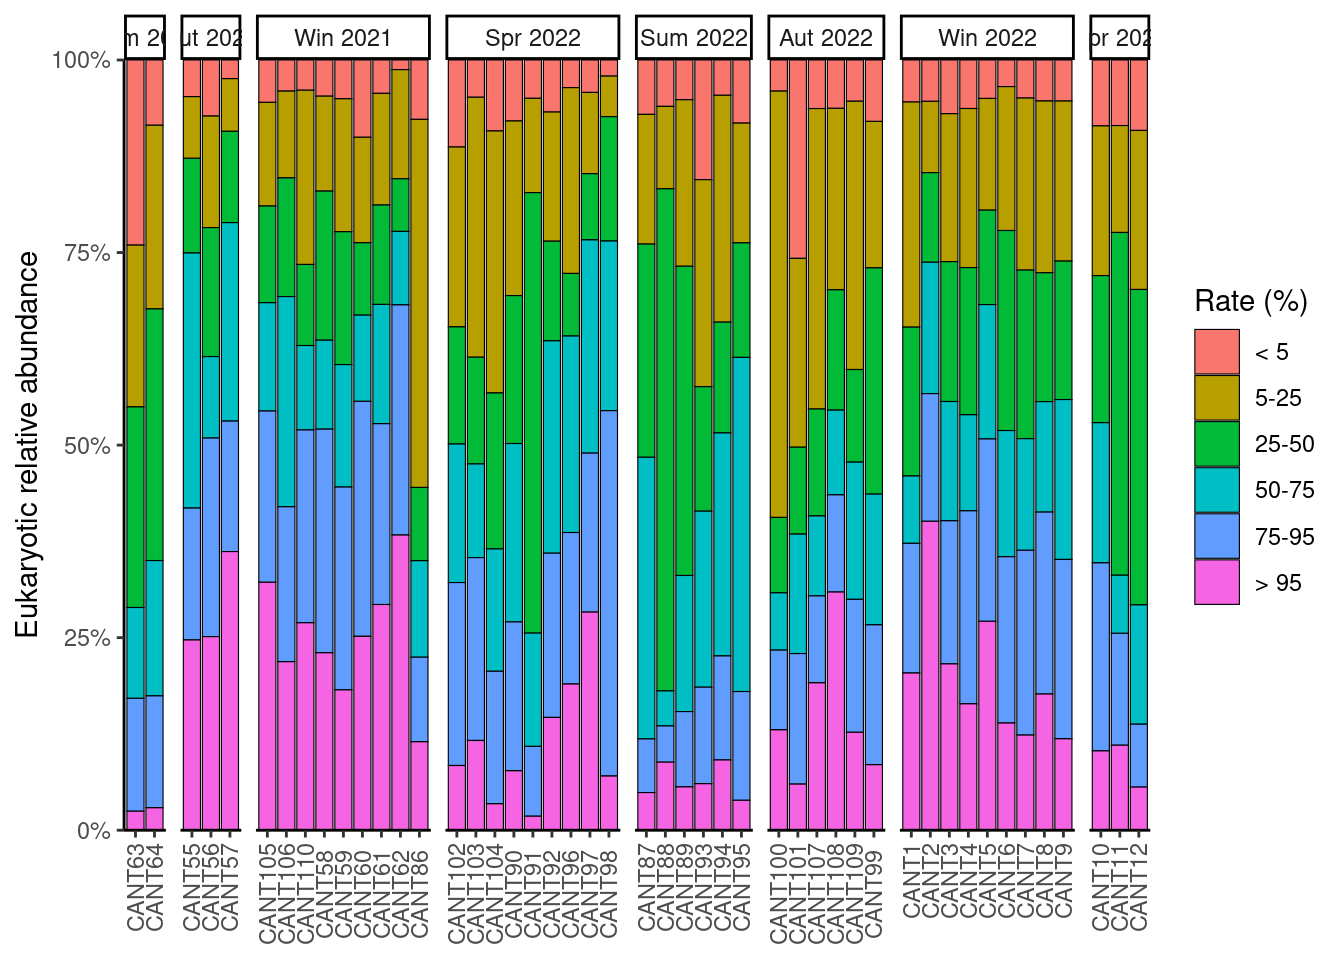 Win 2021
Spr 2022
Sum 2022
Aut 2022
Win 2022
100%
75%
50%
25%
0%
Eukaryotic relative abundance
CANT63
CANT64
CANT55
CANT56
CANT57
CANT105
CANT106
CANT110
CANT58
CANT59
CANT60
CANT61
CANT62
CANT86
CANT102
CANT103
CANT104
CANT90
CANT91
CANT92
CANT96
CANT97
CANT98
CANT87
CANT88
CANT89
CANT93
CANT94
CANT95
CANT100
CANT101
CANT107
CANT108
CANT109
CANT99
CANT1
CANT2
CANT3
CANT4
CANT5
CANT6
CANT7
CANT8
CANT9
CANT10
CANT11
CANT12
Rate (%)
< 5
5-25
25-50
50-75
75-95
> 95